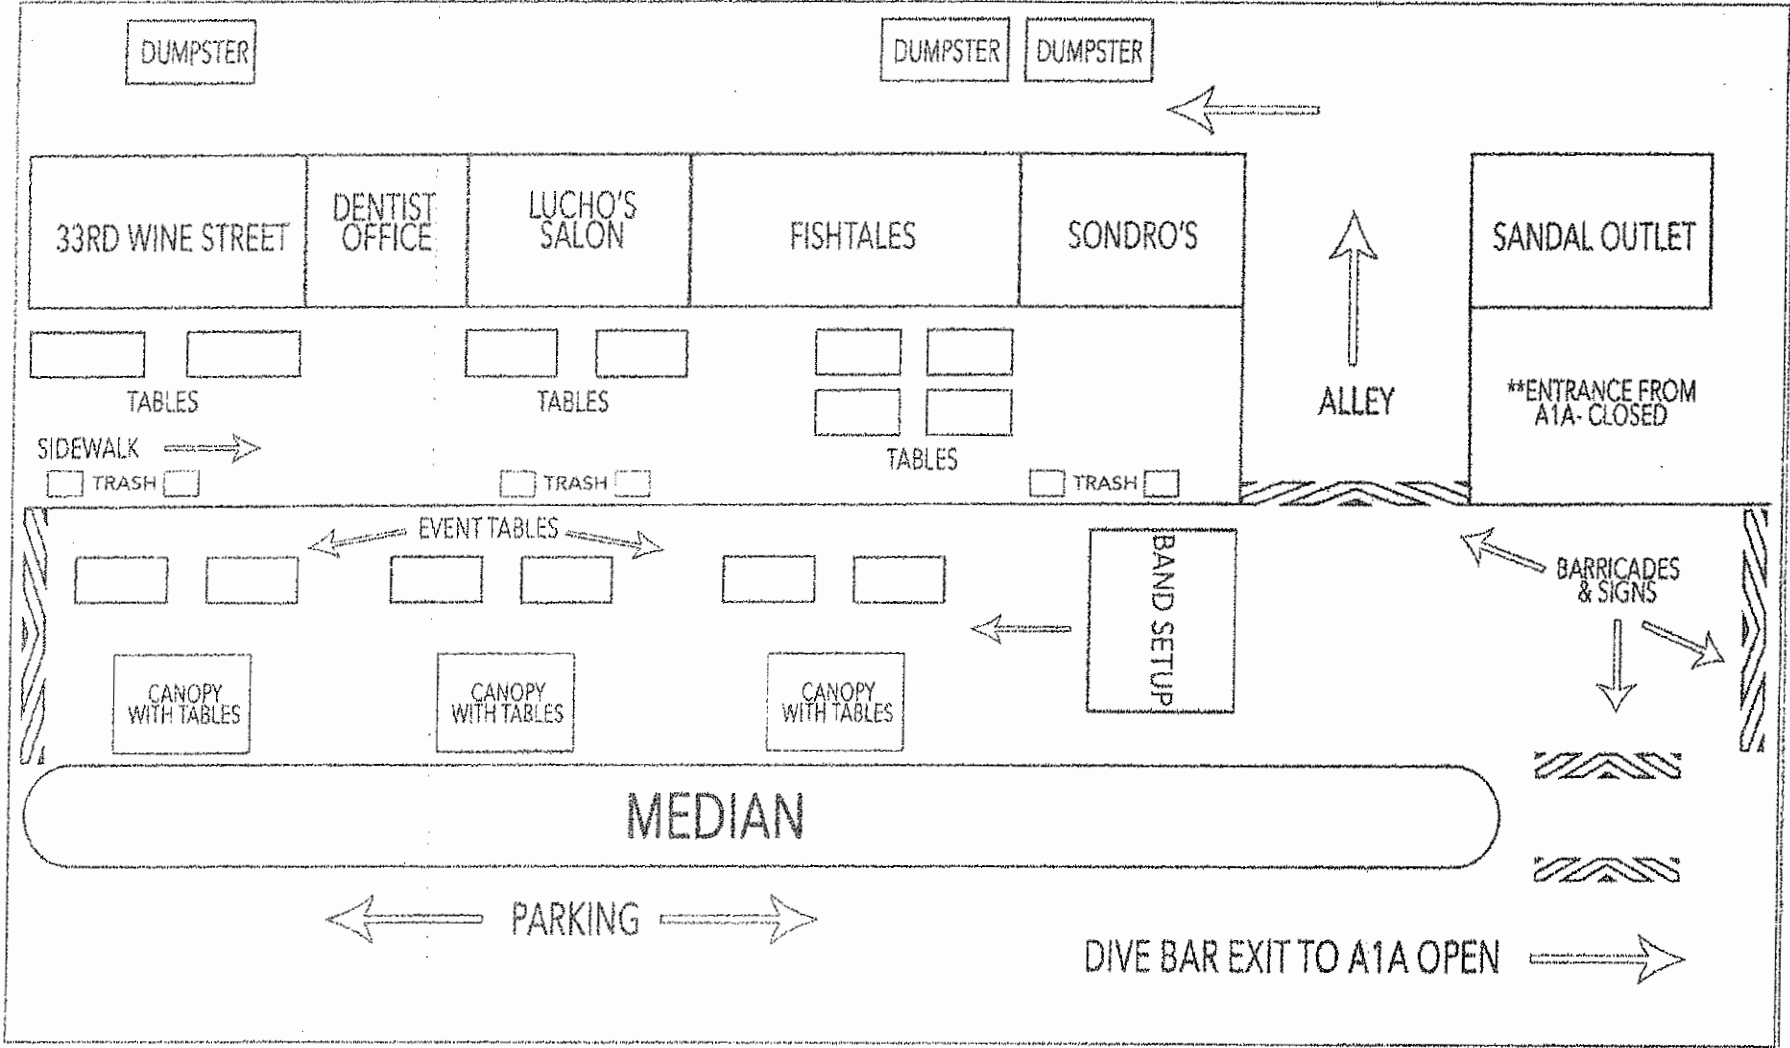 DUMPSTER
DUMPSTER
DUMPSTER
33RD WINE STREET
DENTIST
OFFICE
LUCHO'S
SALON
FISHTALES
SONDRO'S
SANDAL OUTLET
TABLES
TABLES
TABLES
ALLEY
**ENTRANCE FROM
A1A- CLOSED
SIDEWALK
TRASH
TRASH
TRASH
EVENT TABLES
BAND SETUP
BARRICADES
& SIGNS
CANOPY
WITH TABLES
CANOPY
WITH TABLES
CANOPY
WITH TABLES
MEDIAN
PARKING
DIVE BAR EXIT TO A1A OPEN